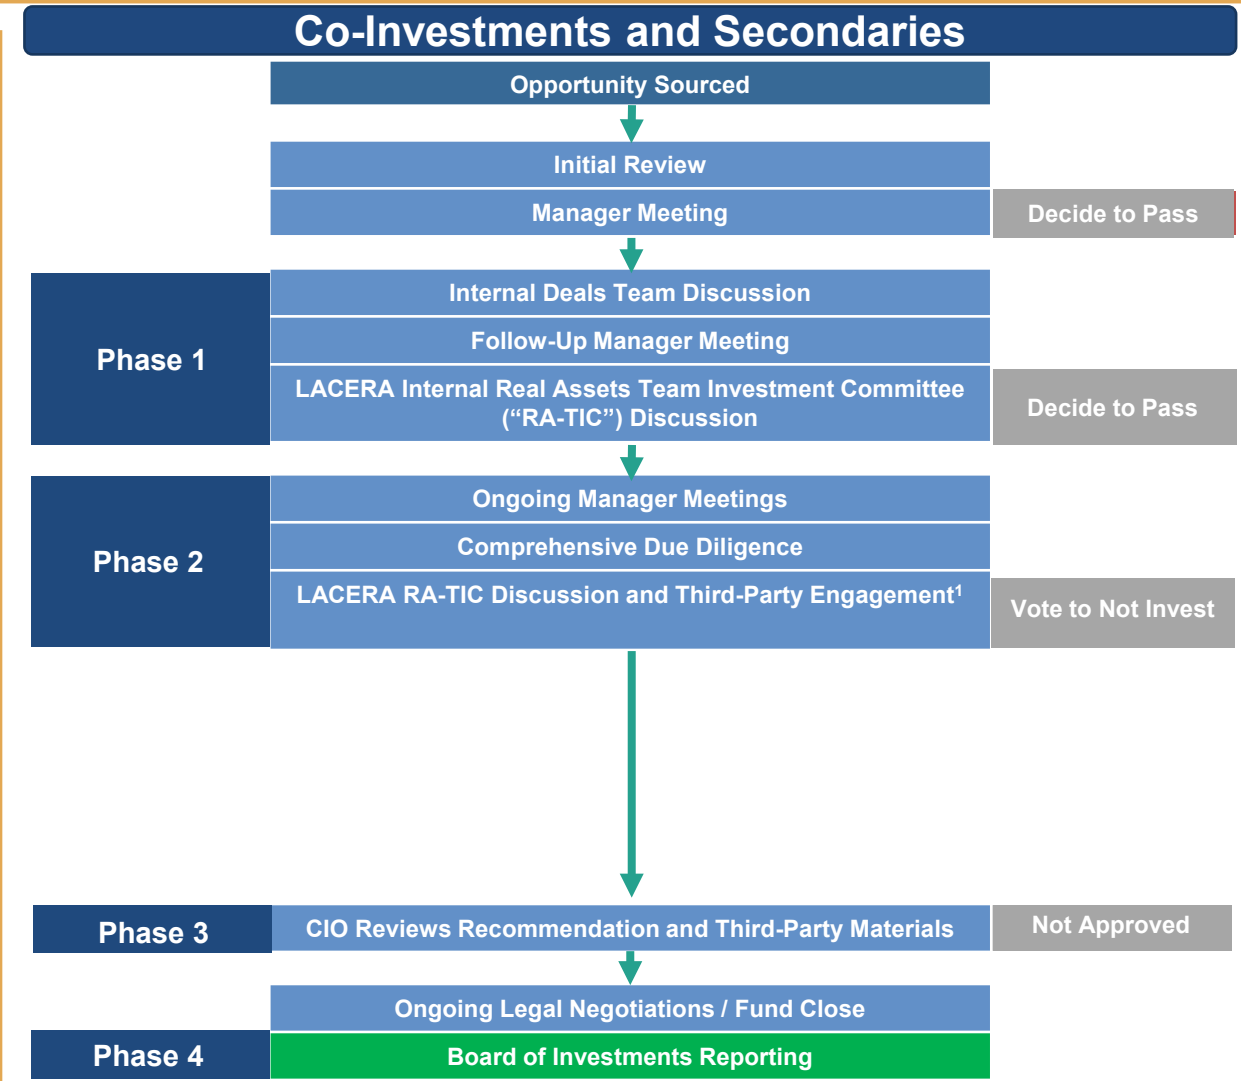 Co-Investments and Secondaries
Opportunity Sourced
Initial Review
Manager Meeting
Decide to Pass
Phase 1
Internal Deals Team Discussion
Follow-Up Manager Meeting
LACERA Internal Real Assets Team Investment Committee
(“RA-TIC”) Discussion
Decide to Pass
Phase 2
Ongoing Manager Meetings
Comprehensive Due Diligence
LACERA RA-TIC Discussion and Third-Party Engagement¹
Vote to Not Invest
Phase 3
CIO Reviews Recommendation and Third-Party Materials
Not Approved
Ongoing Legal Negotiations / Fund Close
Phase 4
Board of Investments Reporting